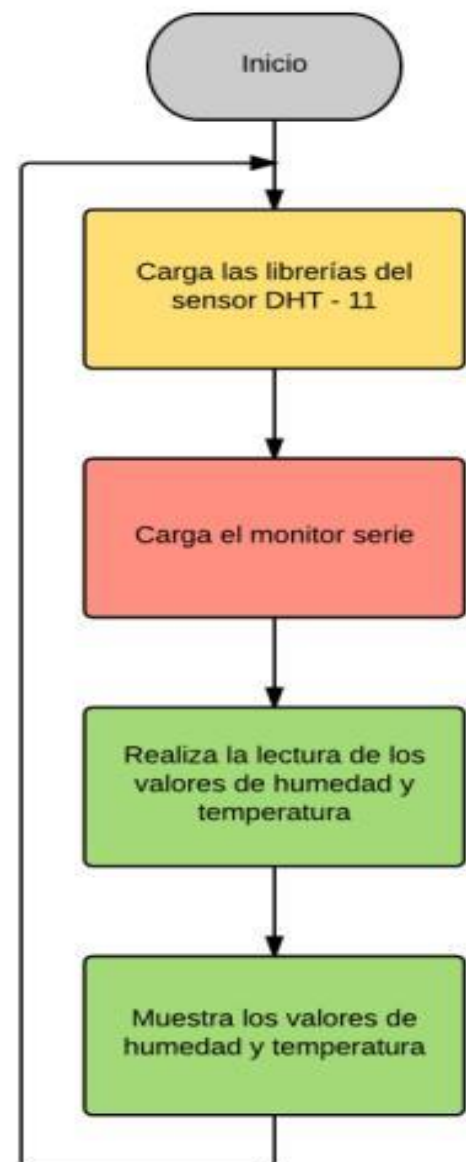 Inicio
Carga las librerías del
sensor DHT - 11
Carga el monitor serie
Realiza la lectura de los
valores de humedad y
temperatura
Muestra los valores de
humedad y temperatura